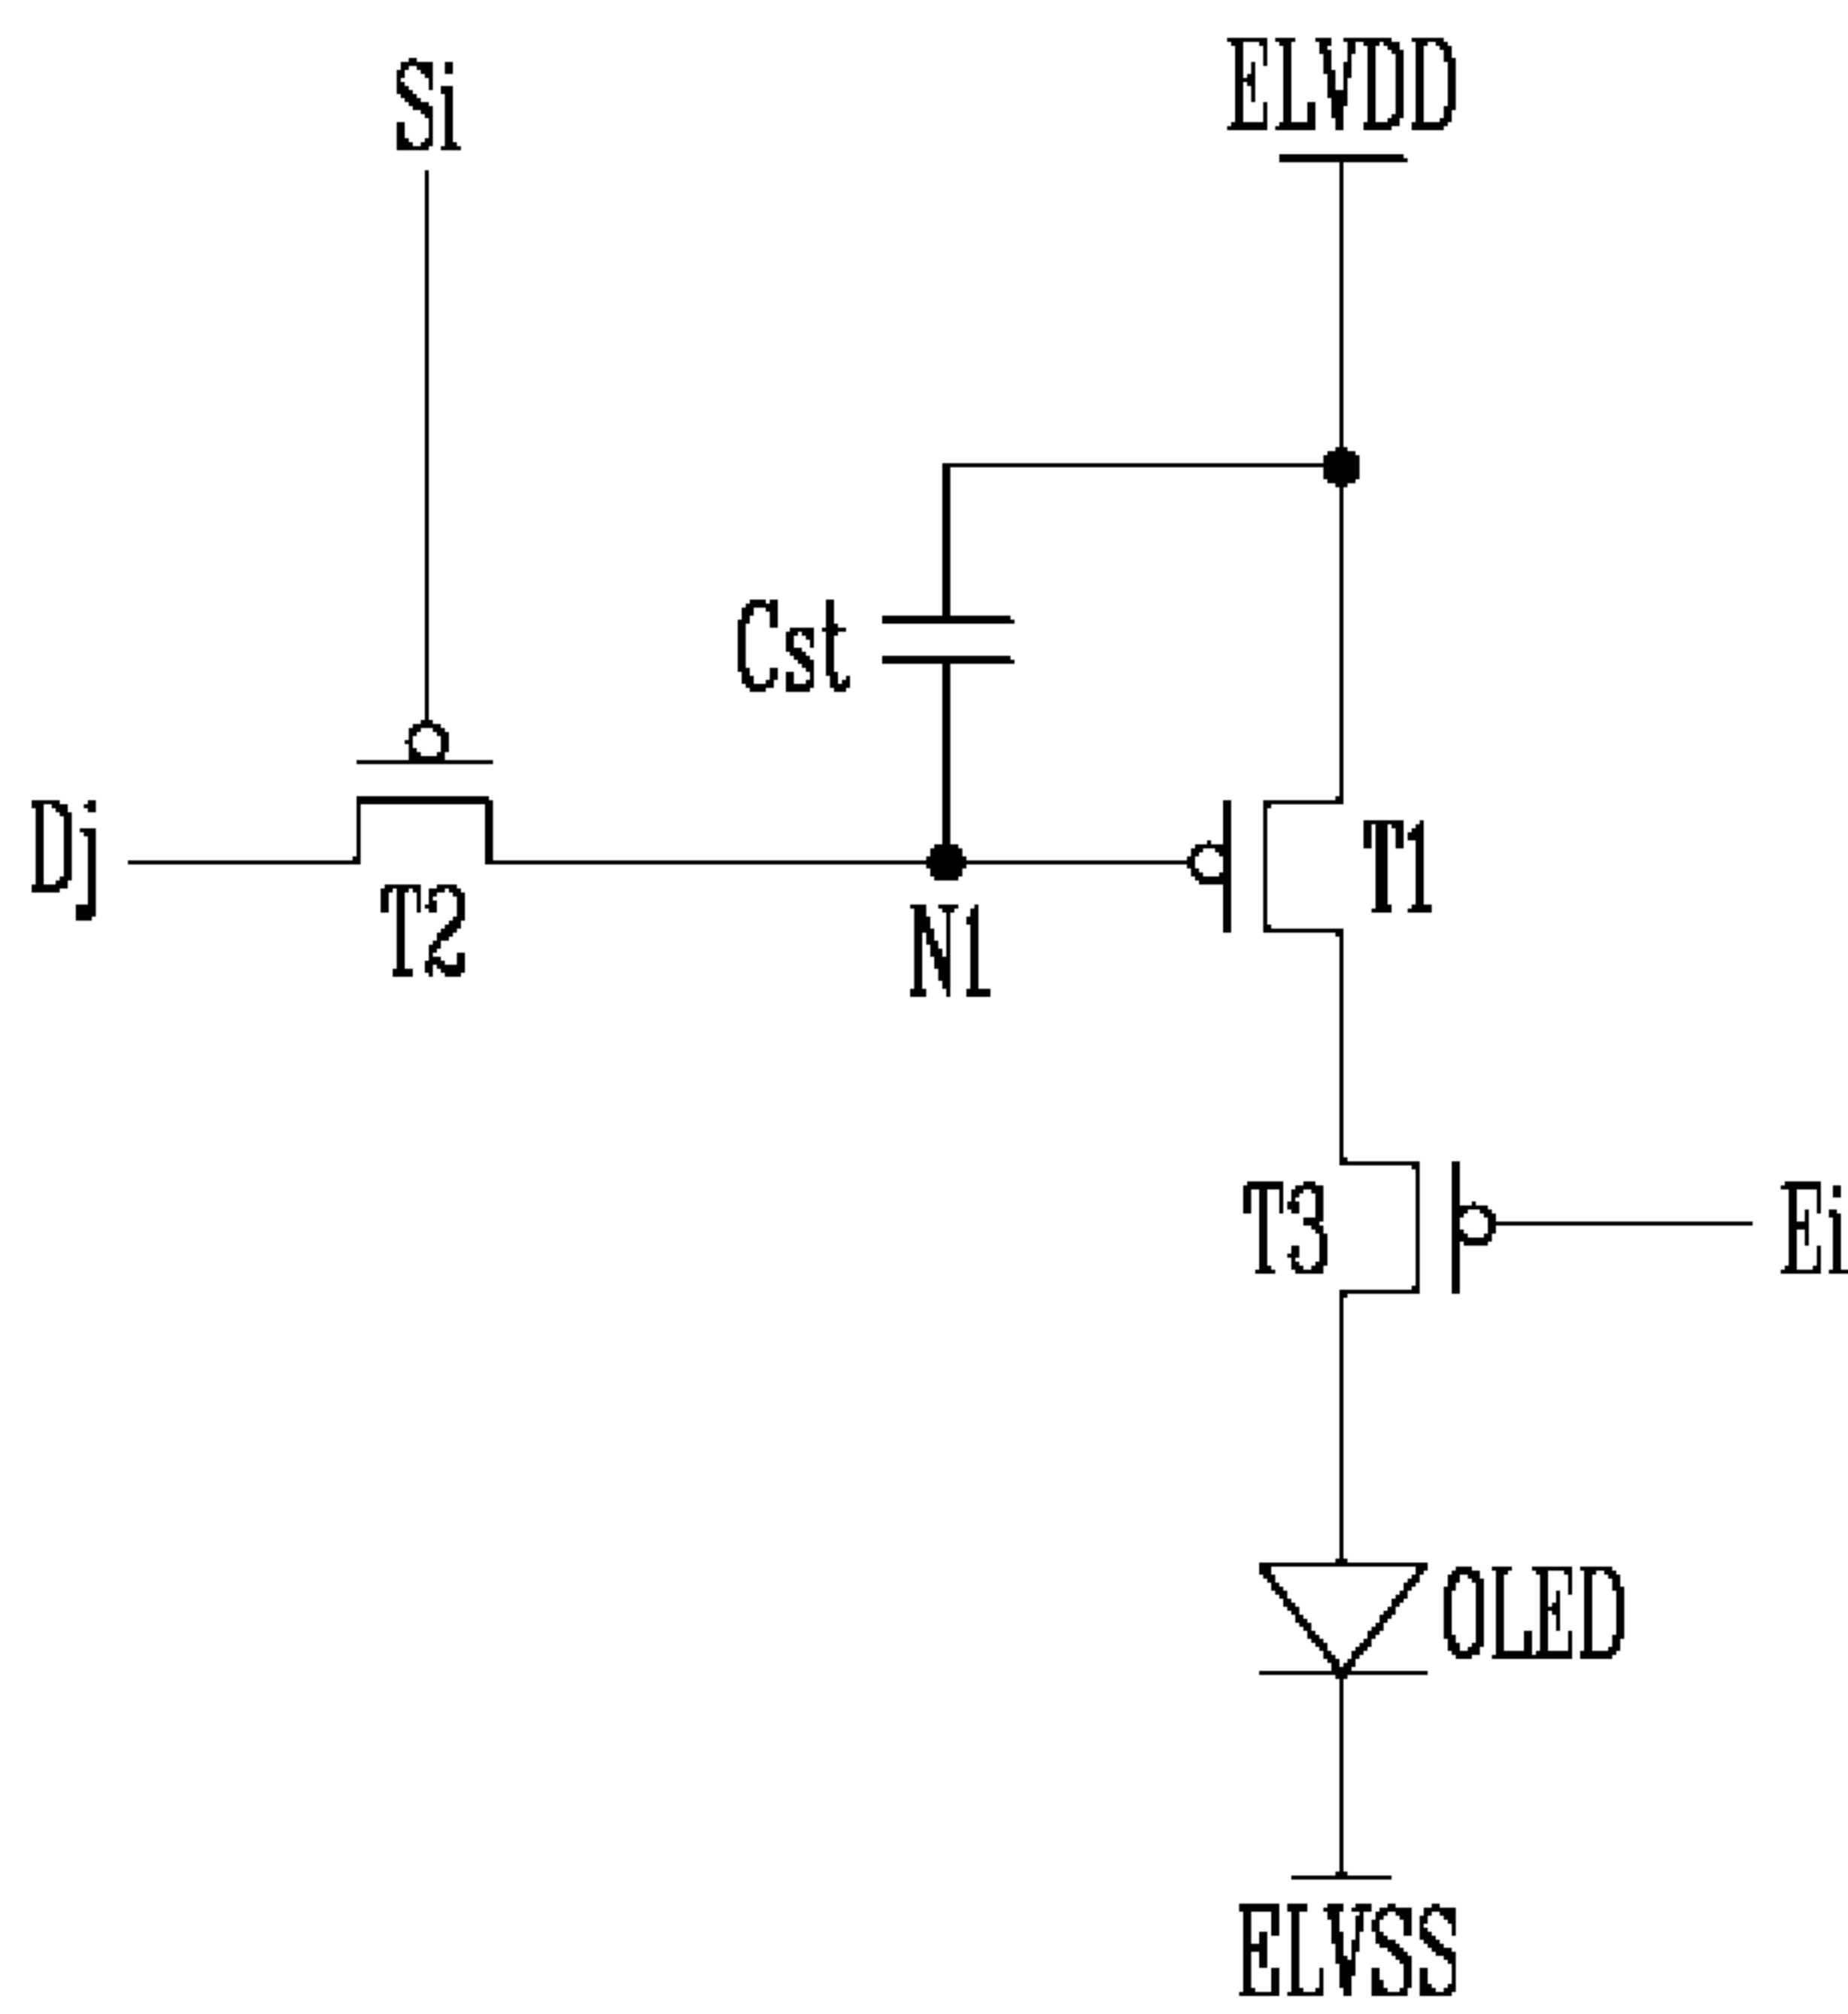 Si
ELVDD
Cst
Dj
T2
N1
T1
T3
Ei
OLED
ELVSS